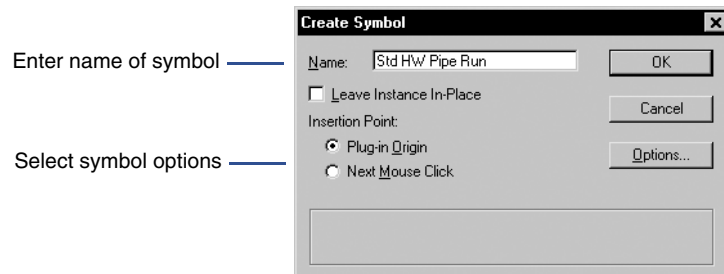 Create Symbol
Enter name of symbol
Name: Std HW Pipe Run
OK
Leave Instance In-Place
Cancel
Insertion Point:
Select symbol options
Plug-in Origin
Options...
Next Mouse Click